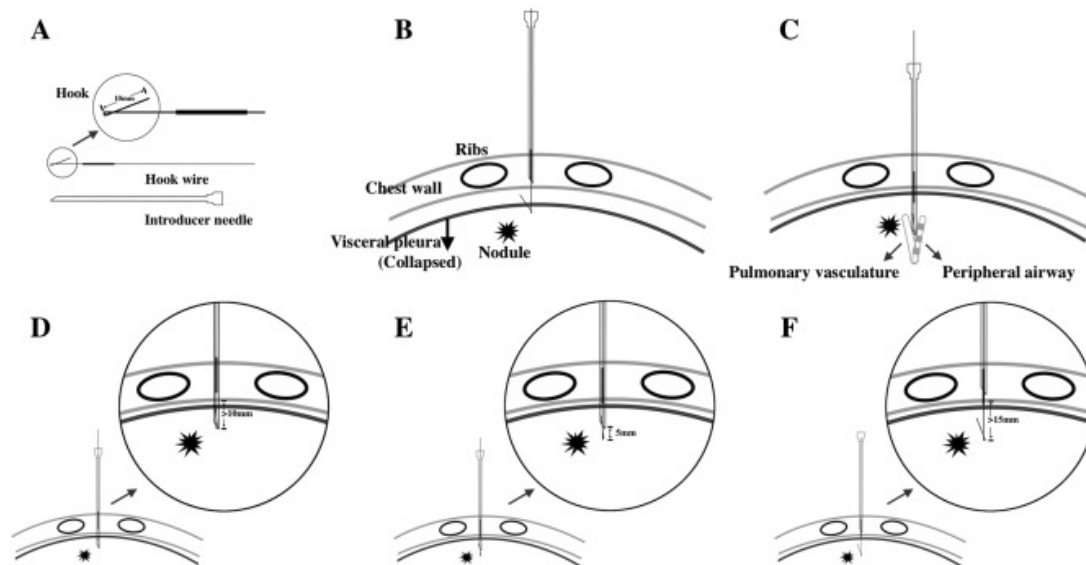 A
Hook
10mm
Hook wire
Introducer needle
B
Ribs
Chest wall
Visceral pleura
(Collapsed)
Nodule
C
Pulmonary vasculature
Peripheral airway
D
>10mm
E
5mm
F
>15mm